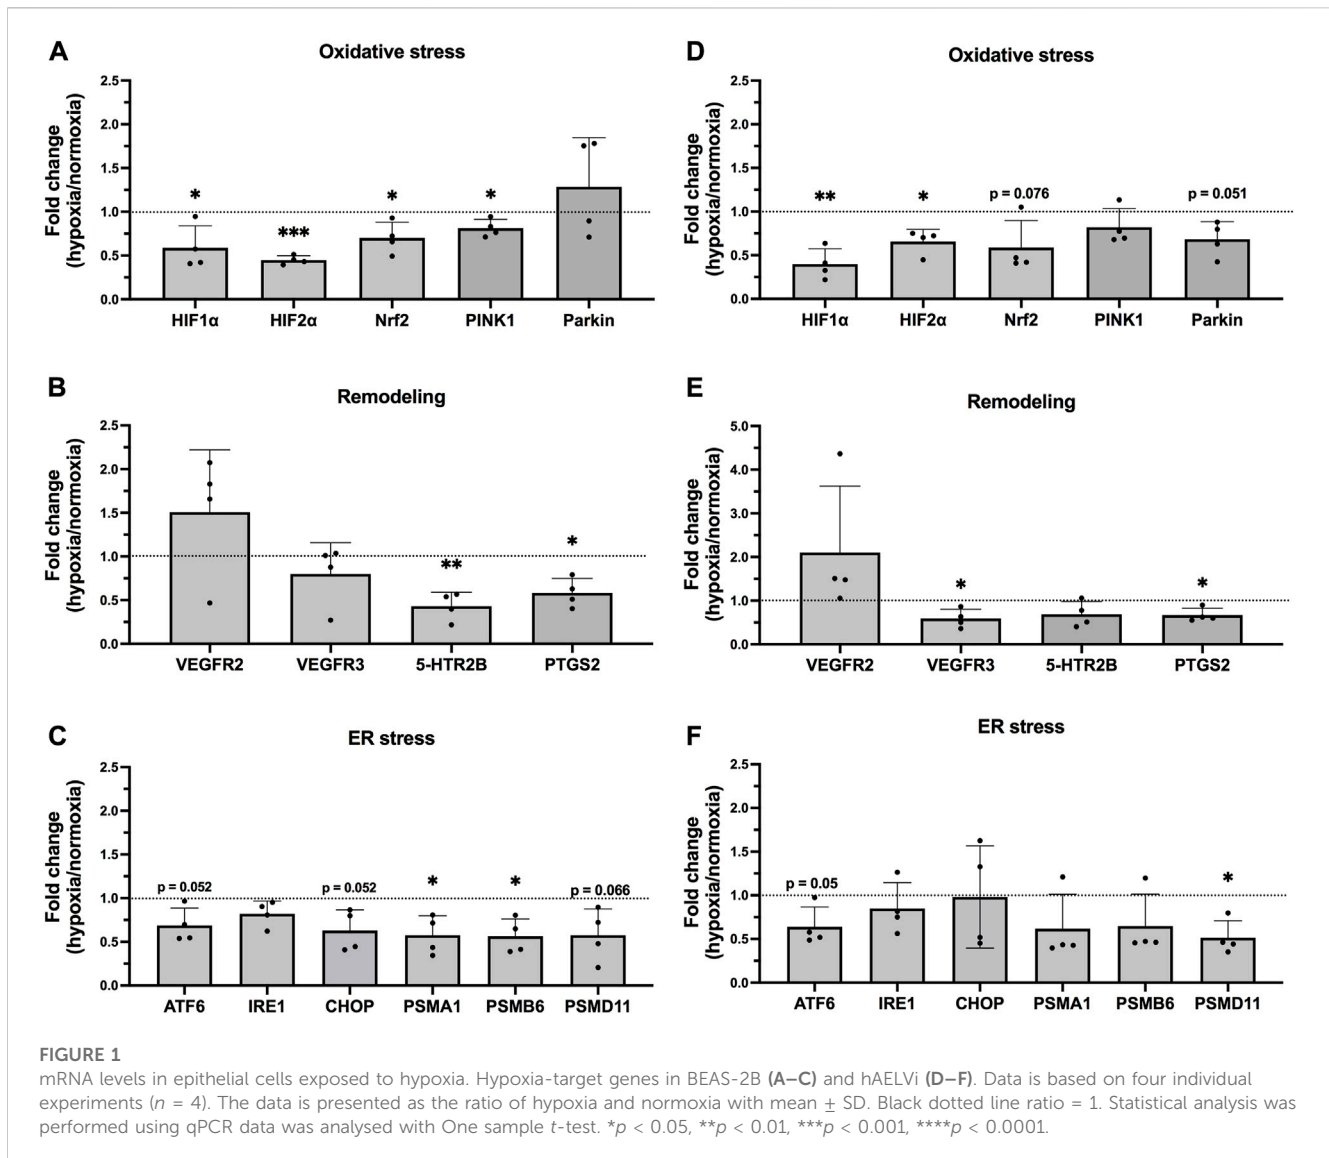 A
Oxidative stress
Fold change
(hypoxia/normoxia)
2.5
2.0
1.5
1.0
0.5
0.0
*
***
*
*
HIF1α HIF2α Nrf2 PINK1 Parkin
B
Remodeling
Fold change
(hypoxia/normoxia)
2.5
2.0
1.5
1.0
0.5
0.0
**
*
VEGFR2 VEGFR3 5-HTR2B PTGS2
C
ER stress
Fold change
(hypoxia/normoxia)
2.5
2.0
1.5
1.0
0.5
0.0
p = 0.052
p = 0.052
*
*
p = 0.066
ATF6 IRE1 CHOP PSMA1 PSMB6 PSMD11
D
Oxidative stress
Fold change
(hypoxia/normoxia)
2.5
2.0
1.5
1.0
0.5
0.0
**
*
p = 0.076
p = 0.051
HIF1α HIF2α Nrf2 PINK1 Parkin
E
Remodeling
Fold change
(hypoxia/normoxia)
5.0
4.0
3.0
2.0
1.0
0.0
*
*
VEGFR2 VEGFR3 5-HTR2B PTGS2
F
ER stress
Fold change
(hypoxia/normoxia)
2.5
2.0
1.5
1.0
0.5
0.0
p = 0.05
*
ATF6 IRE1 CHOP PSMA1 PSMB6 PSMD11
FIGURE 1
mRNA levels in epithelial cells exposed to hypoxia. Hypoxia-target genes in BEAS-2B (A–C) and hAELVi (D–F). Data is based on four individual
experiments (n = 4). The data is presented as the ratio of hypoxia and normoxia with mean ± SD. Black dotted line ratio = 1. Statistical analysis was
performed using qPCR data was analysed with One sample t-test. *p < 0.05, **p < 0.01, ***p < 0.001, ****p < 0.0001.